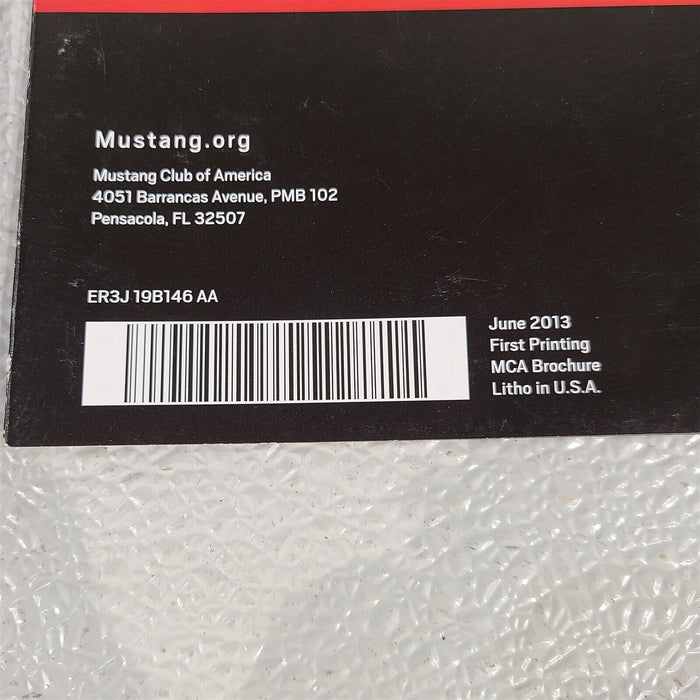 Mustang.org
Mustang Club of America
4051 Barrancas Avenue, PMB 102
Pensacola, FL 32507
ER3J 19B146 AA
June 2013
First Printing
MCA Brochure
Litho in U.S.A.